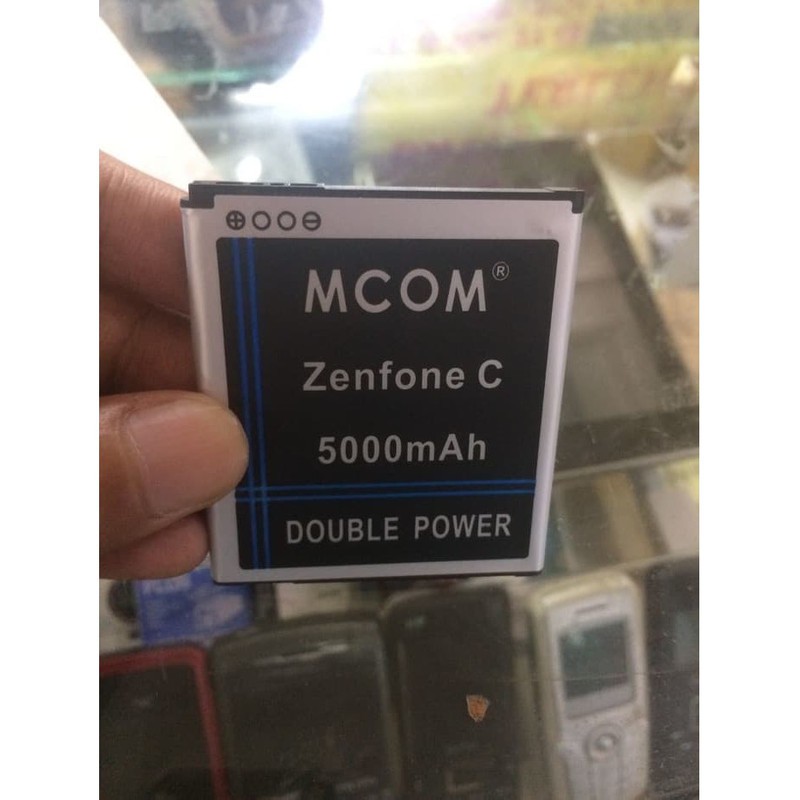 MCOM®
Zenfone C
5000mAh
DOUBLE POWER